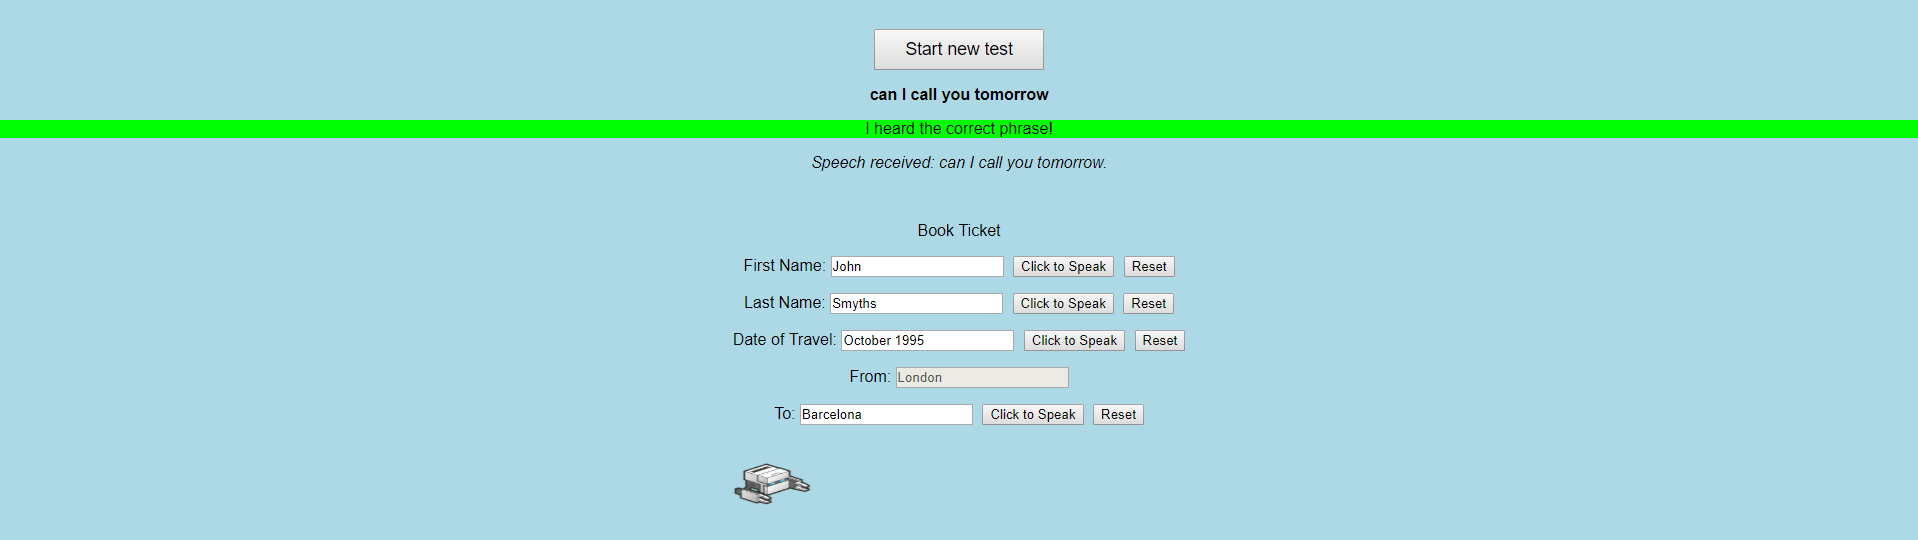 Start new test
can I call you tomorrow
I heard the correct phrase!
Speech received: can I call you tomorrow.
Book Ticket
First Name: John Click to Speak Reset
Last Name: Smyths Click to Speak Reset
Date of Travel: October 1995 Click to Speak Reset
From: London
To: Barcelona Click to Speak Reset